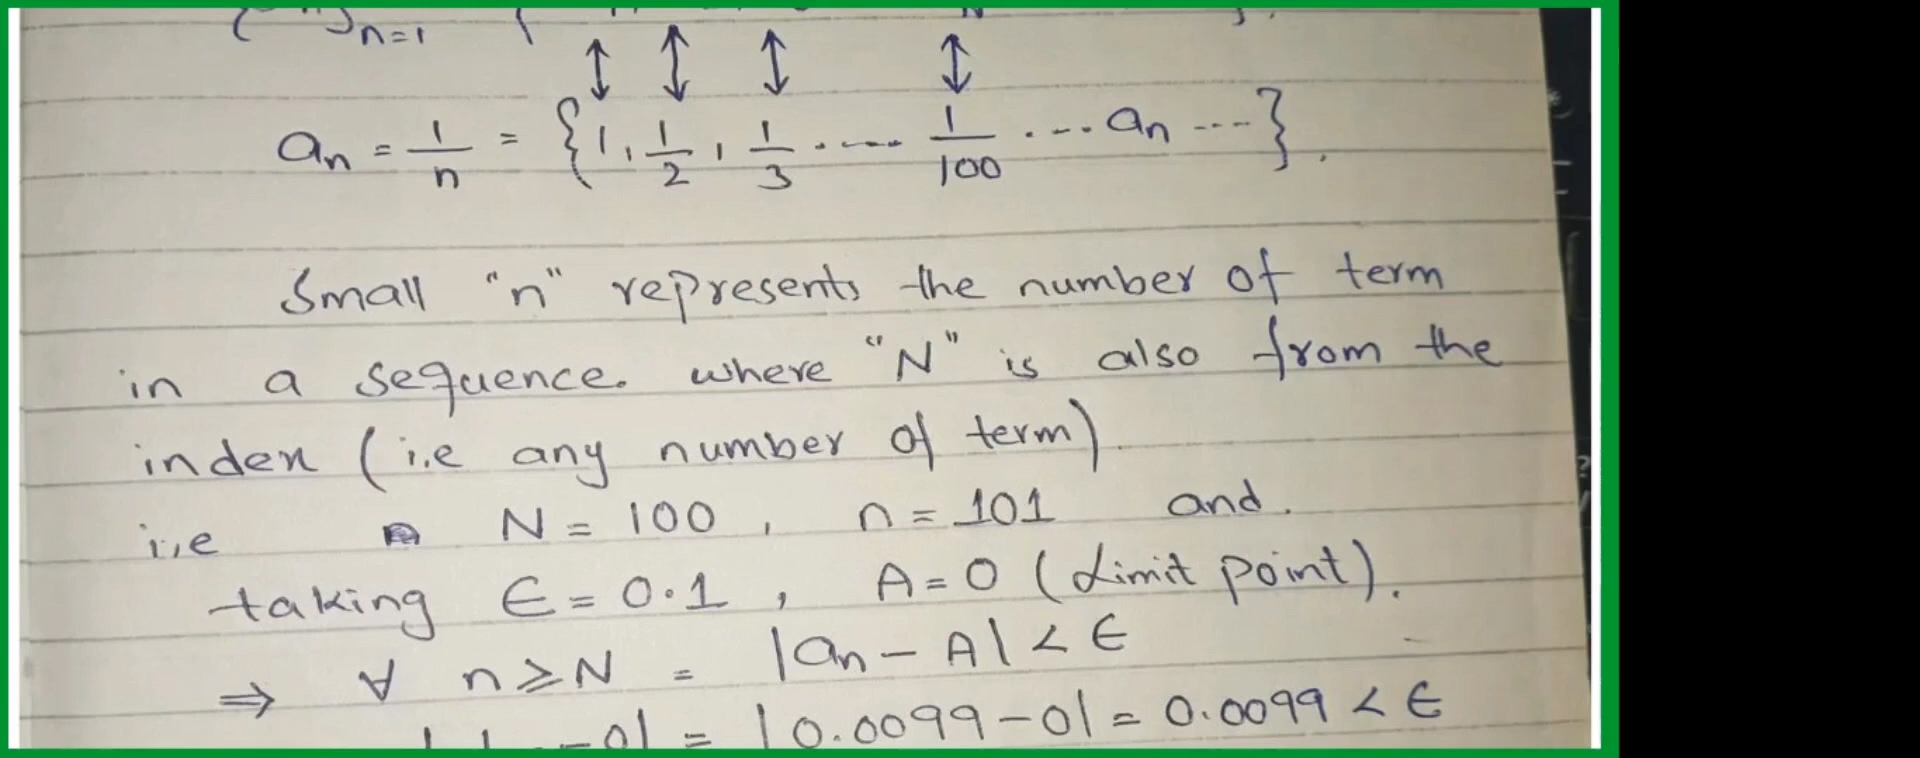 n=1 {
an = 1/n = {1, 1/2, 1/3 ..... 1/100 .... an ---}.
Small "n" represents the number of term
in a sequence. where "N" is also from the
index (i.e any number of term)
i.e N = 100 , n = 101 and.
taking ∈ = 0.1 , A = 0 (Limit point).
⇒ ∀ n ≥ N = |an - A| < ∈
- 0| = |0.0099 - 0| = 0.0099 < ∈